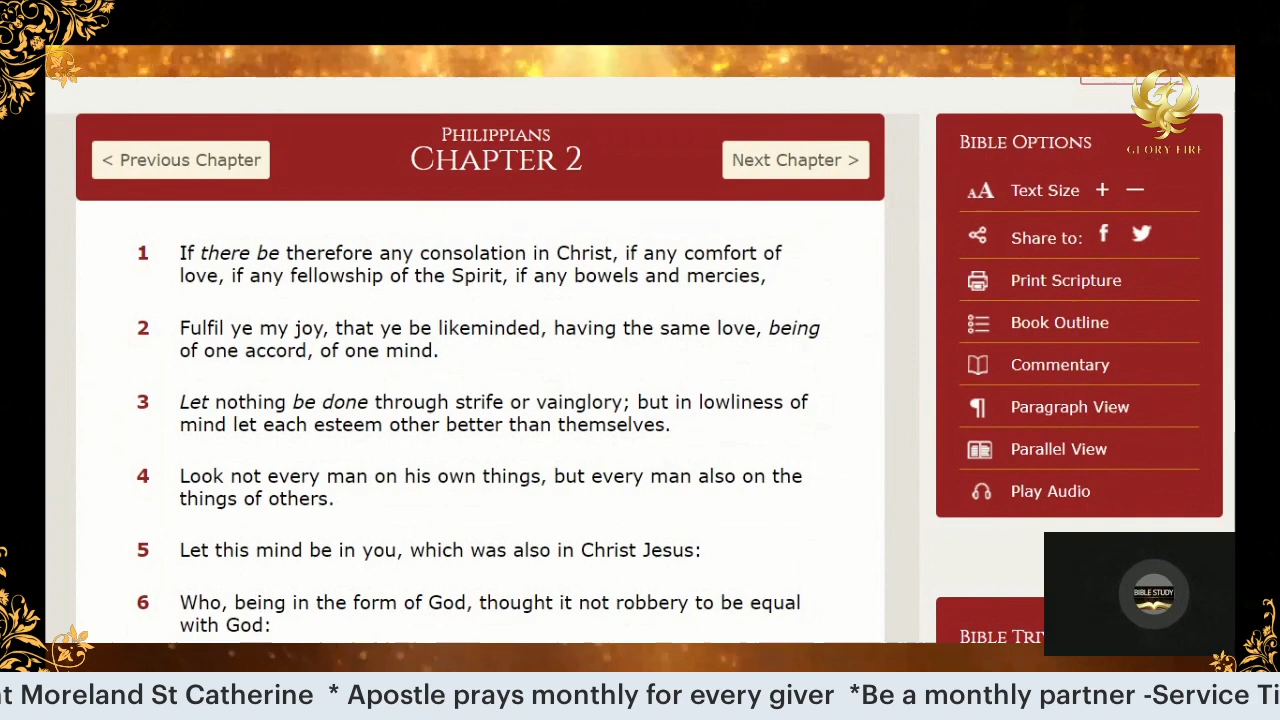 PHILIPPIANS
CHAPTER 2
< Previous Chapter
Next Chapter >
1 If there be therefore any consolation in Christ, if any comfort of
love, if any fellowship of the Spirit, if any bowels and mercies,
2 Fulfil ye my joy, that ye be likeminded, having the same love, being
of one accord, of one mind.
3 Let nothing be done through strife or vainglory; but in lowliness of
mind let each esteem other better than themselves.
4 Look not every man on his own things, but every man also on the
things of others.
5 Let this mind be in you, which was also in Christ Jesus:
6 Who, being in the form of God, thought it not robbery to be equal
with God:
BIBLE OPTIONS
GLORY FIRE
AA Text Size + −
Share to: f
Print Scripture
Book Outline
Commentary
Paragraph View
Parallel View
Play Audio
BIBLE STUDY
BIBLE TRI
t Moreland St Catherine * Apostle prays monthly for every giver *Be a monthly partner -Service Ti